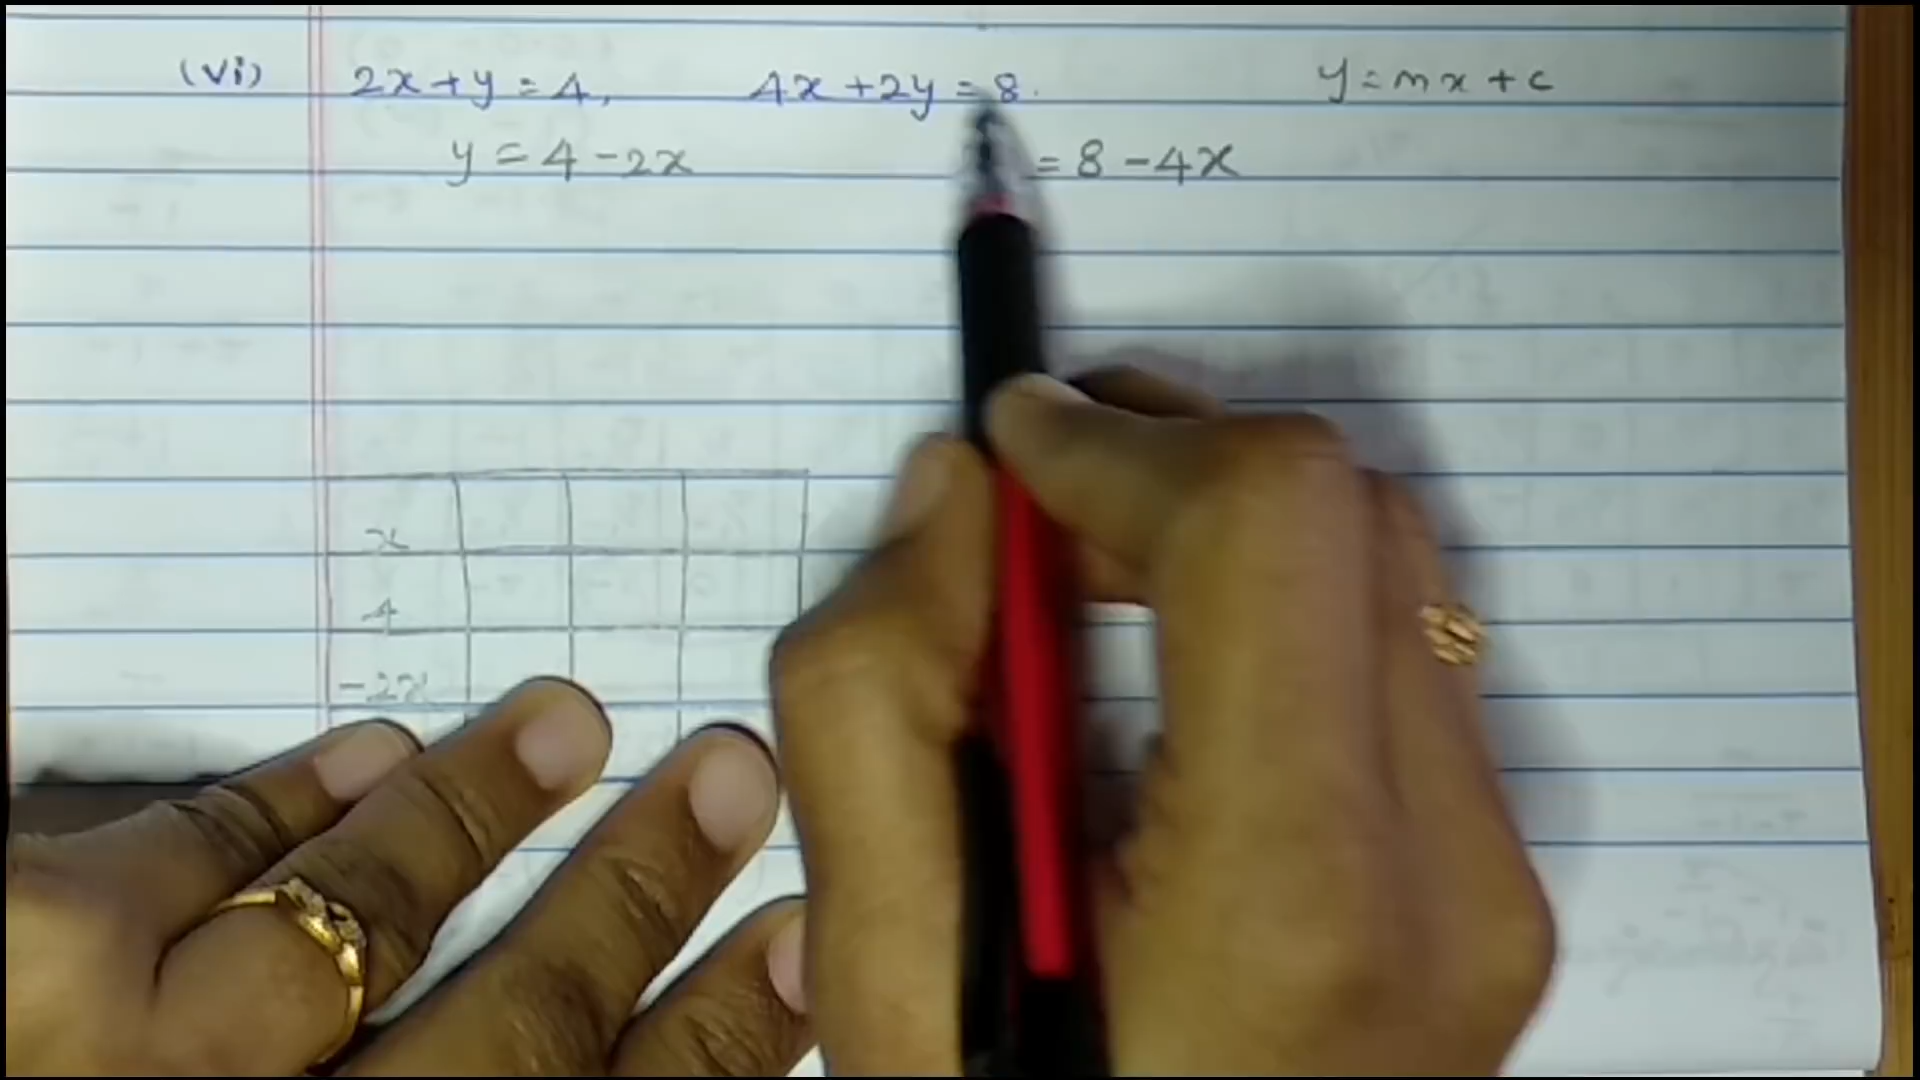 (vi) 2x + y = 4, 4x + 2y = 8. y = mx + c
y = 4 - 2x = 8 - 4x
x
4
-2x